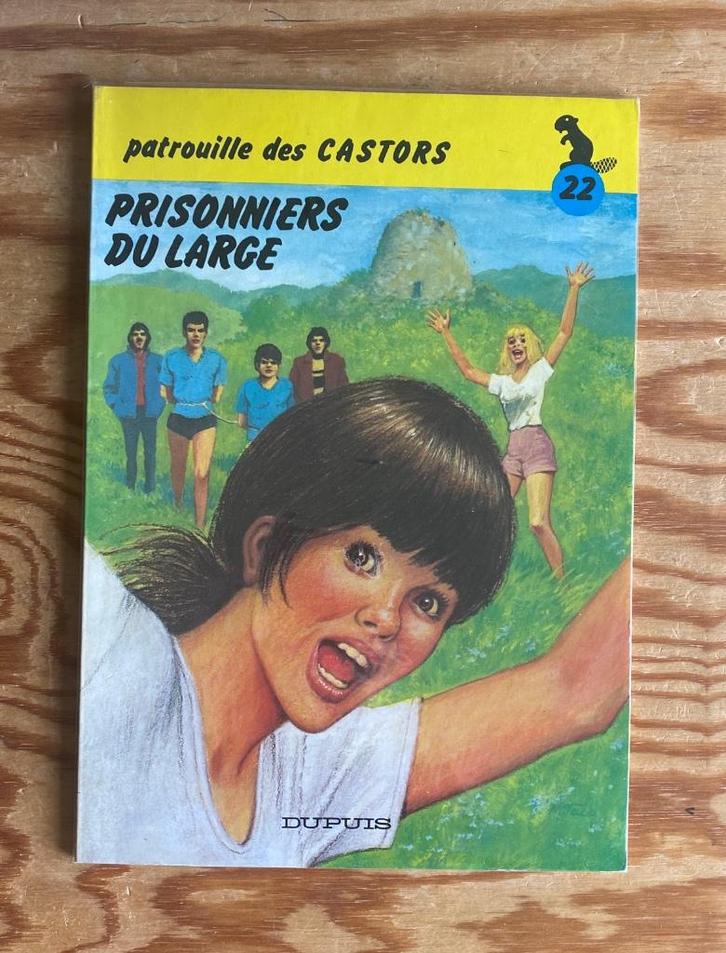 patrouille des CASTORS
22
PRISONNIERS
DU LARGE
DUPUIS